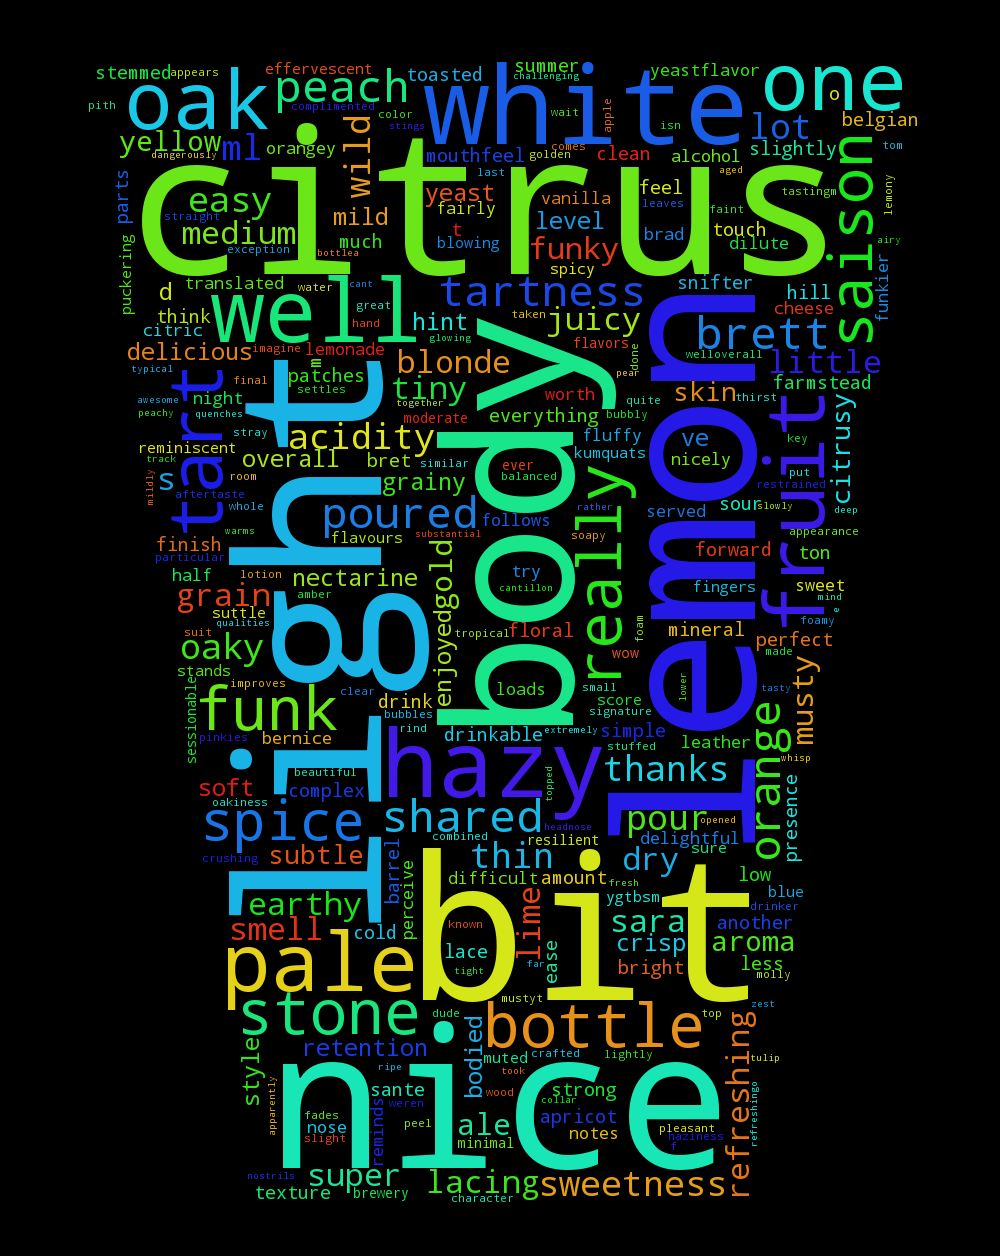 stemmed appears effervescent summer challenging yeastflavor one
pith oak peach complimented toasted white o belgian
yellow dangerously ml orangey wild color stings wait apple isn lot slightly tom
mouthfeel last golden comes clean alcohol aged
citrus
parts straight easy medium exception mild much bottlea yeast fairly t blowing vanilla level funky spicy feel leaves brad touch faint dilute tastingm lemony airy saison
puckering translated d think citric well water cant great hand glowing tartness hint taken juicy flavors done snifter hill cheese funkier
delicious imagine lemonade m blonde pear brett welloverall little
typical final patches settles tiny together worth skin farmstead
awesome peachy night quenches stray acidity moderate everything bubbly quite thirst fruit citrusy
reminiscent track mildly tart s overall room bret similar ever balanced fluffy kumquats ve nicely key put restrained
aftertaste whole grainy body really rather lemon
warms poured follows substantial soapy served sour slowly deep appearance
finish particular flavours light try forward ton
half lotion nectarine cantillon fingers sweet mind e
grain suttle amber enjoyedgold tropical floral foam mineral foamy perfect
suit qualities oaky wow made musty
stands improves clear loads small score signature lower tasty
sessionable funk drink bubbles rind drinkable extremely simple leather orange
pinkies bernice hazy topped stuffed whisp
soft beautiful complex thanks presence
oakiness spice shared headnose pour opened
crushing subtle barrel combined thin resilient delightful dry sure
earthy perceive difficult amount fresh ygtbsm low blue
smell cold bit known lime sara another drinker
pale lace tight far ease crisp bright aroma less molly
stone dude mustyt bottle top zest
style retention bodied muted crafted lightly refreshing tulip
ripe took
apparently sante weren wood collar strong refreshingo
fades nose slight reminds nice peel ale minimal apricot notes pleasant haziness f
nostrils super lacing sweetness
texture brewery character